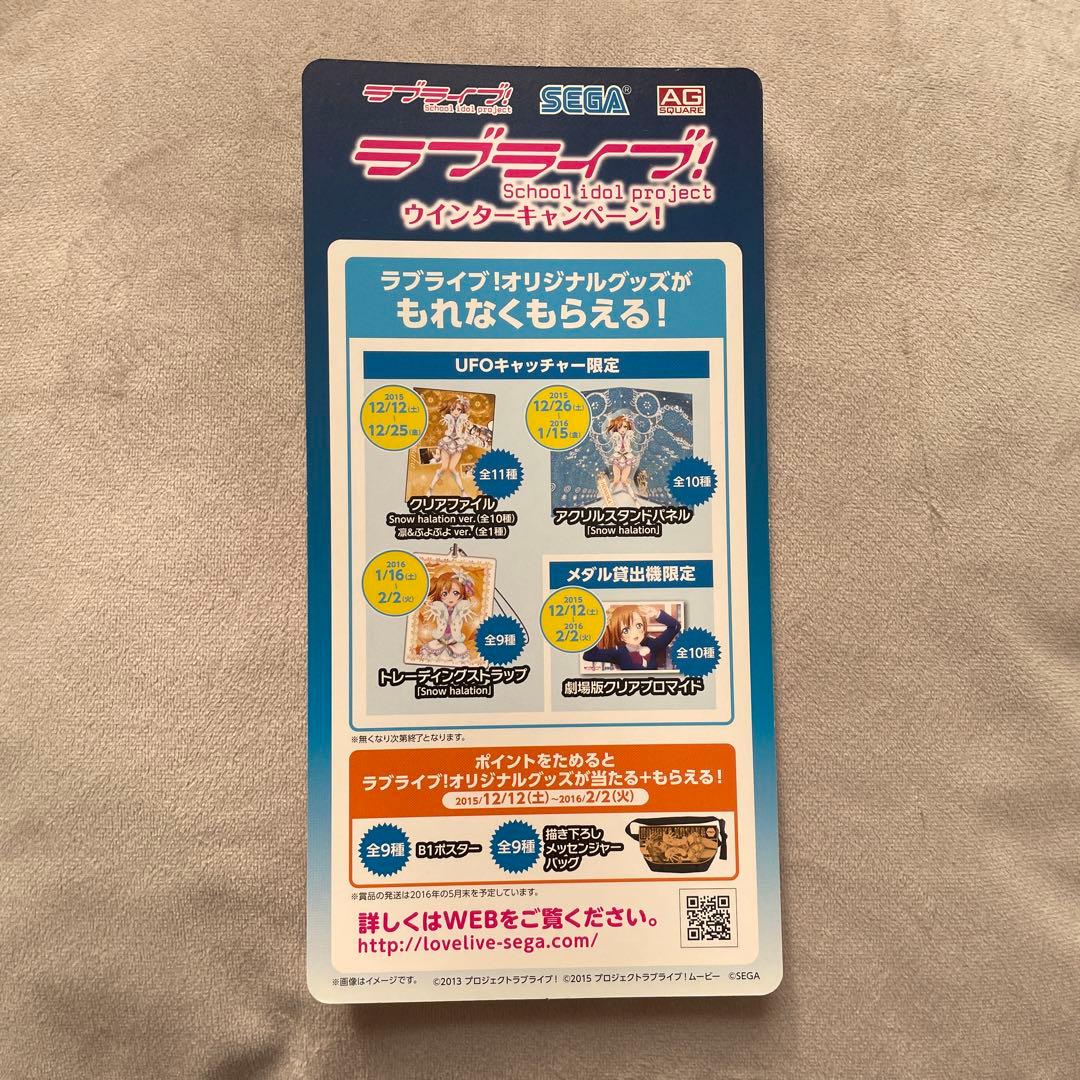 ラブライブ!
School idol project
SEGA®
AG
SQUARE
ラブライブ!
School idol project
ウインターキャンペーン!
ラブライブ!オリジナルグッズが
もれなくもらえる!
UFOキャッチャー限定
2015
12/12(土)
~
12/25(金)
全11種
クリアファイル
Snow halation ver.(全10種)
凛&ぷよぷよ ver.(全1種)
2015
12/26(土)
~
2016
1/15(金)
全10種
アクリルスタンドパネル
[Snow halation]
2016
1/16(土)
~
2/2(火)
全9種
トレーディングストラップ
[Snow halation]
メダル貸出機限定
2015
12/12(土)
~
2016
2/2(火)
全10種
劇場版クリアブロマイド
※無くなり次第終了となります。
ポイントをためると
ラブライブ!オリジナルグッズが当たる+もらえる!
2015/12/12(土)~2016/2/2(火)
全9種
B1ポスター
全9種
描き下ろし
メッセンジャー
バッグ
※賞品の発送は2016年の5月末を予定しています。
詳しくはWEBをご覧ください。
http://lovelive-sega.com/
※画像はイメージです。 ©2013 プロジェクトラブライブ! ©2015 プロジェクトラブライブ!ムービー ©SEGA